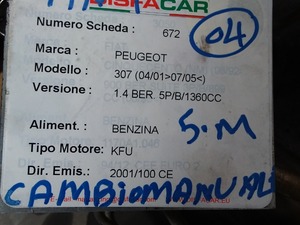 DISFACAR
Numero Scheda : 672 04
Marca : PEUGEOT
Modello : 307 (04/01>07/05<)
Versione : 1.4 BER. 5P/B/1360CC
Aliment. : BENZINA 5.M
Tipo Motore: KFU
Dir. Emis.: 2001/100 CE
CAMBIOMANUALE